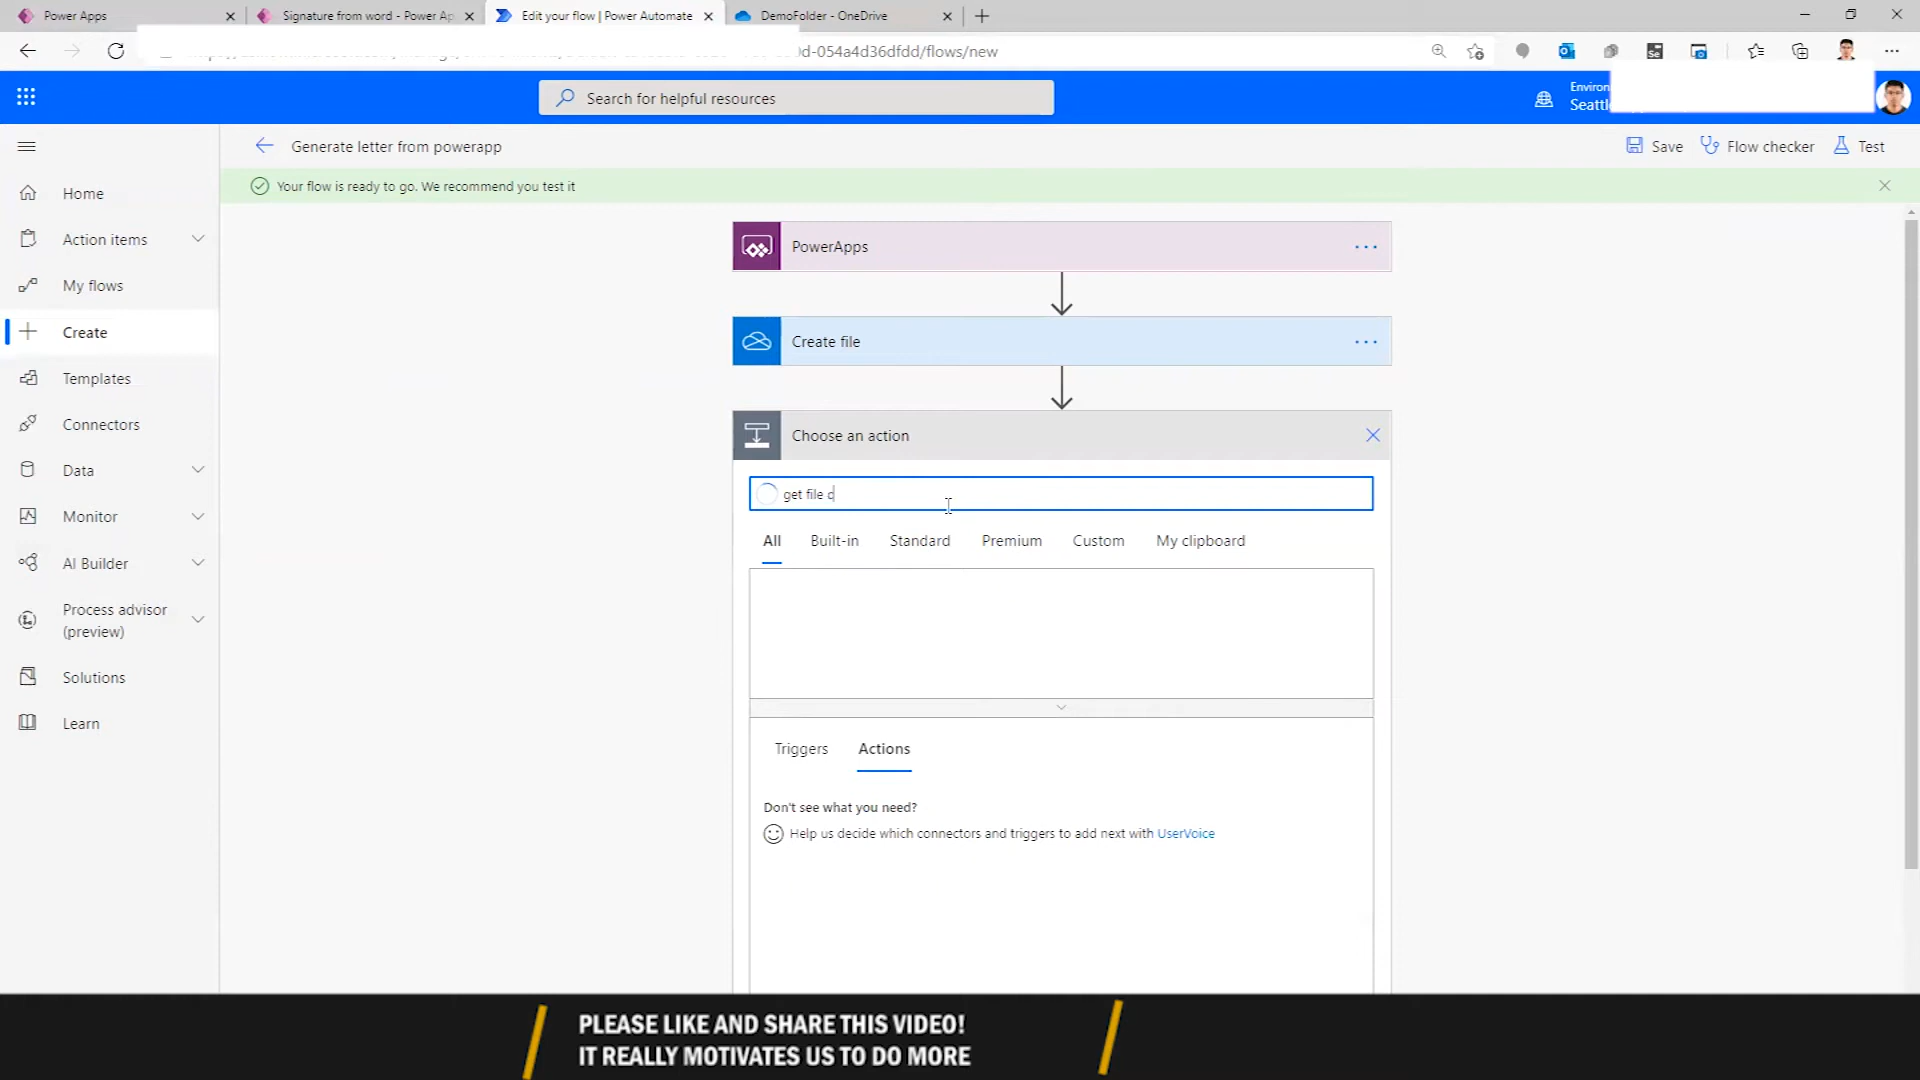 Power Apps
Signature from word - Power Ap
Edit your flow | Power Automate
DemoFolder - OneDrive
d-054a4d36dfdd/flows/new
Search for helpful resources
Environ
Seattl
Generate letter from powerapp
Save
Flow checker
Test
Your flow is ready to go. We recommend you test it
Home
Action items
My flows
Create
Templates
Connectors
Data
Monitor
AI Builder
Process advisor
(preview)
Solutions
Learn
PowerApps
Create file
Choose an action
get file c
All
Built-in
Standard
Premium
Custom
My clipboard
Triggers
Actions
Don't see what you need?
Help us decide which connectors and triggers to add next with UserVoice
PLEASE LIKE AND SHARE THIS VIDEO!
IT REALLY MOTIVATES US TO DO MORE